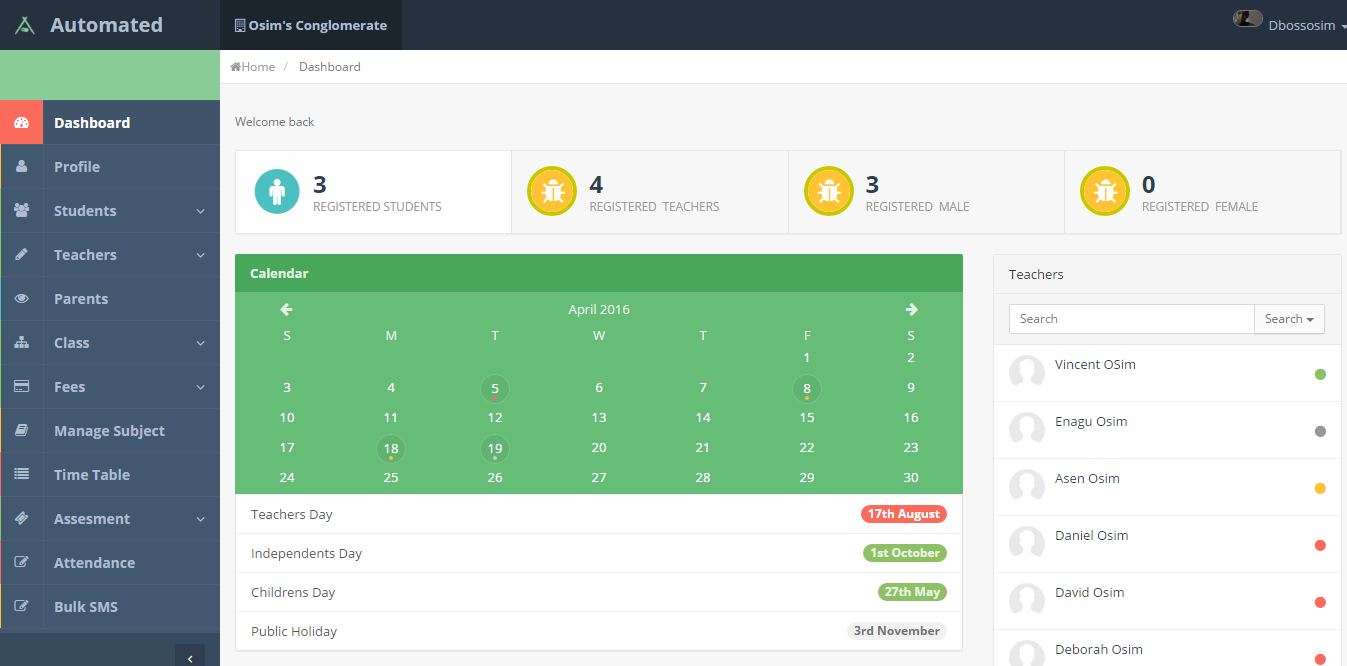 Automated
Osim's Conglomerate
Dbossosim
Home / Dashboard
Dashboard
Profile
Students
Teachers
Parents
Class
Fees
Manage Subject
Time Table
Assesment
Attendance
Bulk SMS
Welcome back
3
REGISTERED STUDENTS
4
REGISTERED TEACHERS
3
REGISTERED MALE
0
REGISTERED FEMALE
Calendar
April 2016
S M T W T F S
1 2
3 4 5 6 7 8 9
10 11 12 13 14 15 16
17 18 19 20 21 22 23
24 25 26 27 28 29 30
Teachers Day 17th August
Independents Day 1st October
Childrens Day 27th May
Public Holiday 3rd November
Teachers
Search Search
Vincent OSim
Enagu Osim
Asen Osim
Daniel Osim
David Osim
Deborah Osim